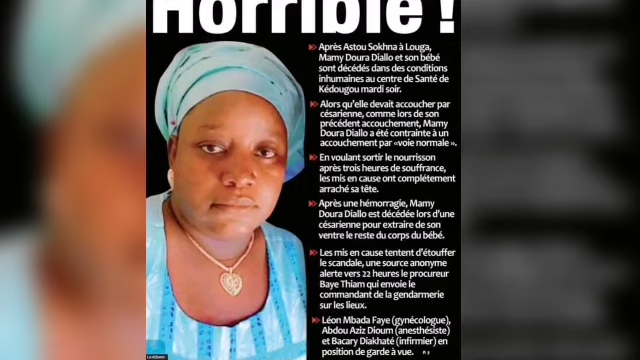 Horrible !
Après Astou Sokhna à Louga,
Mamy Doura Diallo et son bébé
sont décédés dans des conditions
inhumaines au centre de Santé de
Kédougou mardi soir.
Alors qu'elle devait accoucher par
césarienne, comme lors de son
précédent accouchement, Mamy
Doura Diallo a été contrainte à un
accouchement par «voie normale ».
En voulant sortir le nourrisson
après trois heures de souffrance,
les mis en cause ont complétement
arraché sa tête.
Après une hémorragie, Mamy
Doura Diallo est décédée lors d'une
césarienne pour extraire de son
ventre le reste du corps du bébé.
Les mis en cause tentent d'étouffer
le scandale, une source anonyme
alerte vers 22 heures le procureur
Baye Thiam qui envoie le
commandant de la gendarmerie
sur les lieux.
Léon Mbada Faye (gynécologue),
Abdou Aziz Dioum (anesthésiste)
et Bacary Diakhaté (infirmier) en
position de garde à vue.